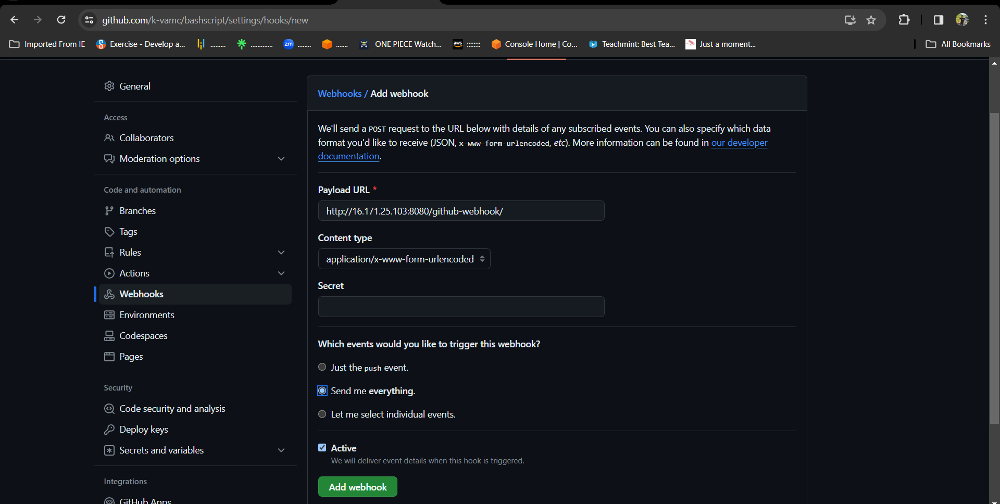 github.com/k-vamc/bashscript/settings/hooks/new
Imported From IE
Exercise - Develop a...
.........
.............
zm
........
.......
ONE PIECE Watch...
aws
::::::::
Console Home | Co...
Teachmint: Best Tea...
Just a moment...
All Bookmarks
General
Access
Collaborators
Moderation options
Code and automation
Branches
Tags
Rules
Actions
Webhooks
Environments
Codespaces
Pages
Security
Code security and analysis
Deploy keys
Secrets and variables
Integrations
GitHub Apps
Webhooks / Add webhook
We'll send a POST request to the URL below with details of any subscribed events. You can also specify which data
format you'd like to receive (JSON, x-www-form-urlencoded, etc). More information can be found in our developer
documentation.
Payload URL *
http://16.171.25.103:8080/github-webhook/
Content type
application/x-www-form-urlencoded
Secret
Which events would you like to trigger this webhook?
Just the push event.
Send me everything.
Let me select individual events.
Active
We will deliver event details when this hook is triggered.
Add webhook